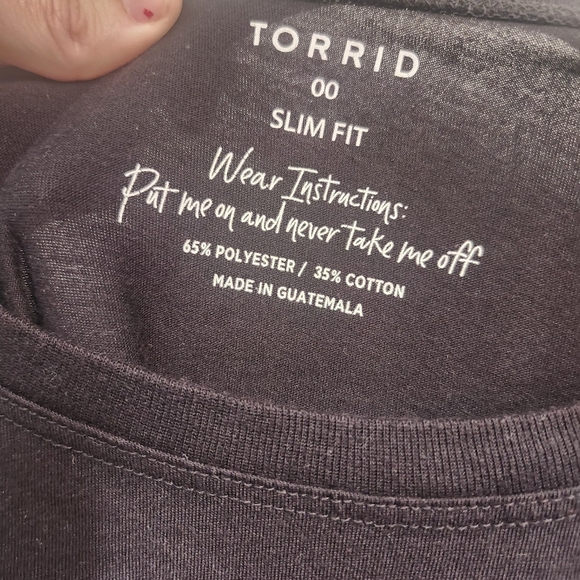 TORRID
00
SLIM FIT
Wear Instructions:
Put me on and never take me off
65% POLYESTER / 35% COTTON
MADE IN GUATEMALA